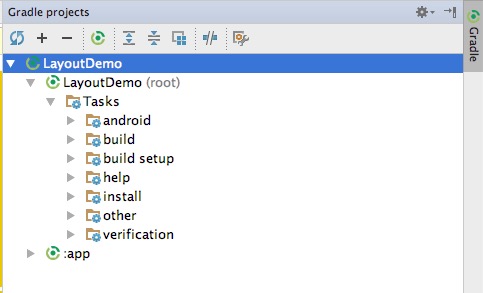 Gradle projects
Gradle
LayoutDemo
LayoutDemo (root)
Tasks
android
build
build setup
help
install
other
verification
:app